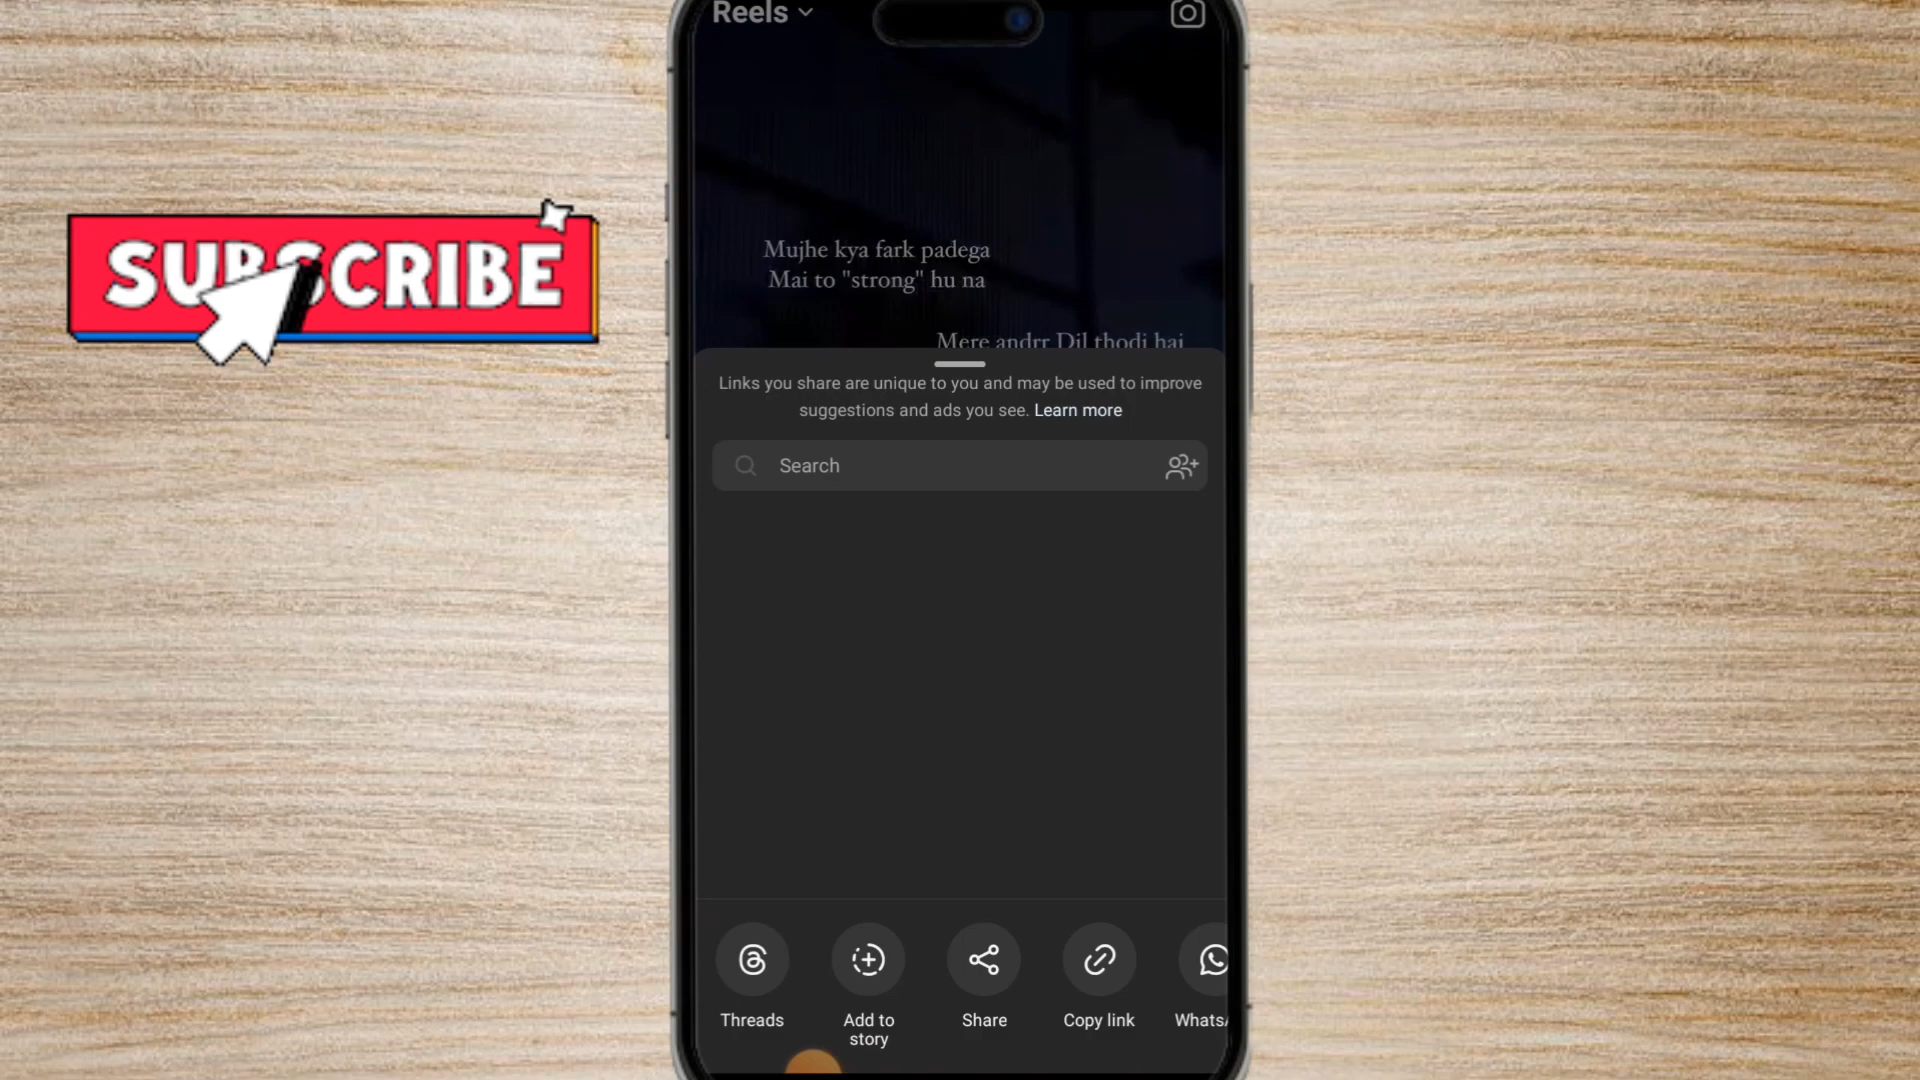 Reels
SUBSCRIBE
Mujhe kya fark padega
Mai to "strong" hu na
Mere andrr Dil thodi hai
Links you share are unique to you and may be used to improve
suggestions and ads you see. Learn more
Search
Threads
Add to
story
Share
Copy link
WhatsA